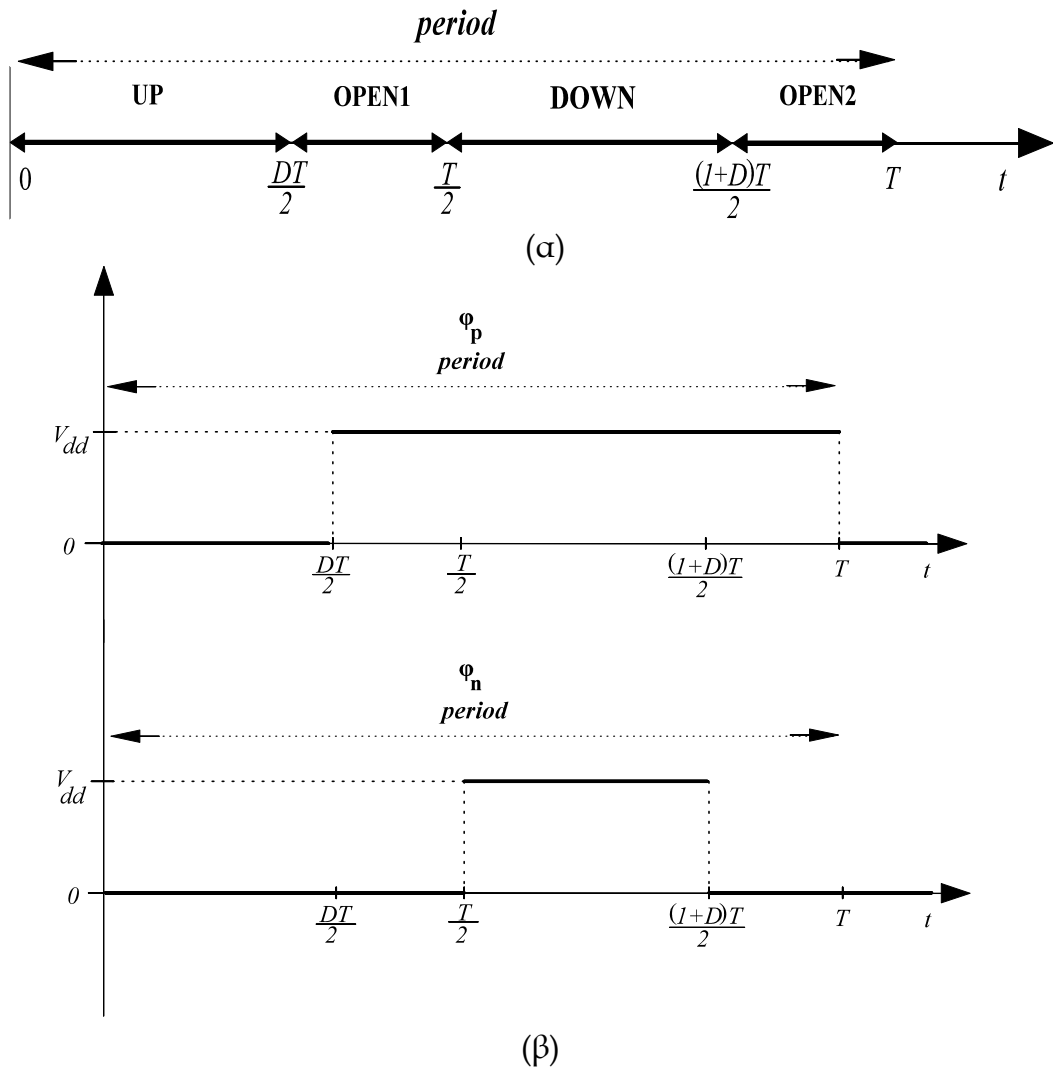 period
UP OPEN1 DOWN OPEN2
0 DT/2 T/2 (1+D)T/2 T t
(α)
φp
period
Vdd
0
DT/2 T/2 (1+D)T/2 T t
φn
period
Vdd
0
DT/2 T/2 (1+D)T/2 T t
(β)